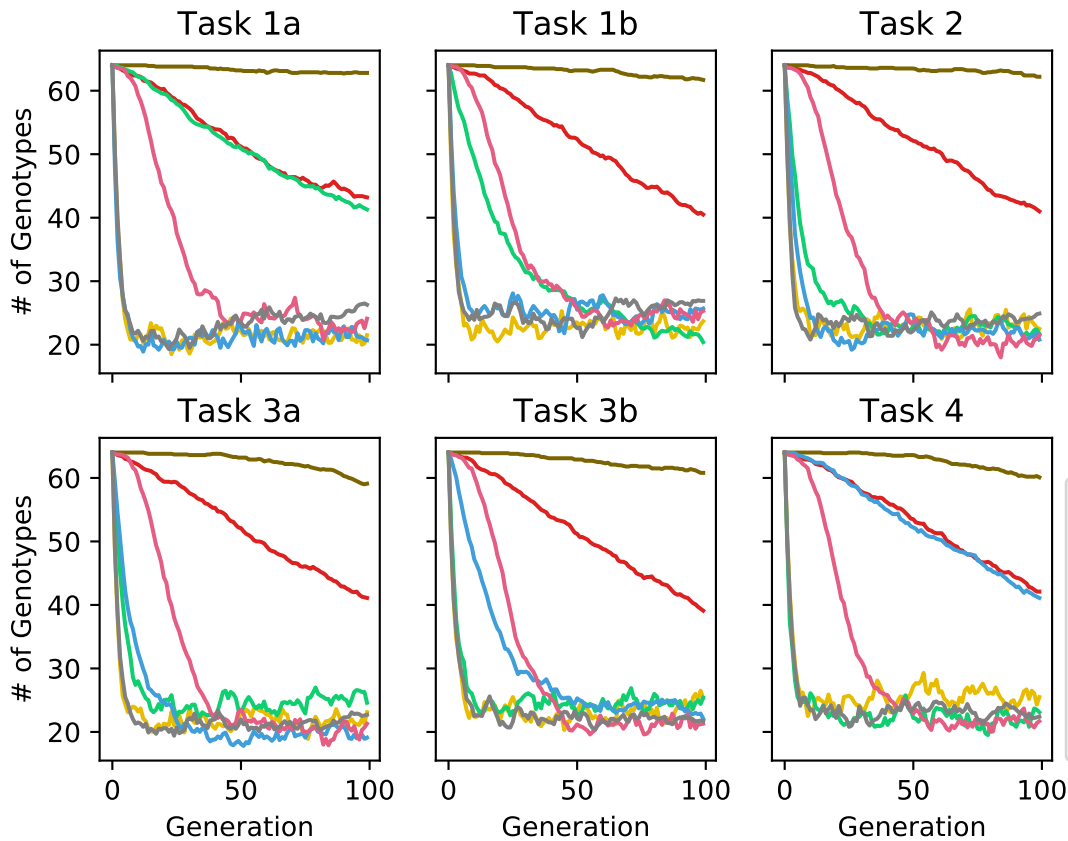 Task 1a
Task 1b
Task 2
# of Genotypes
60
50
40
30
20
Task 3a
Task 3b
Task 4
# of Genotypes
60
50
40
30
20
0 50 100
0 50 100
0 50 100
Generation
Generation
Generation